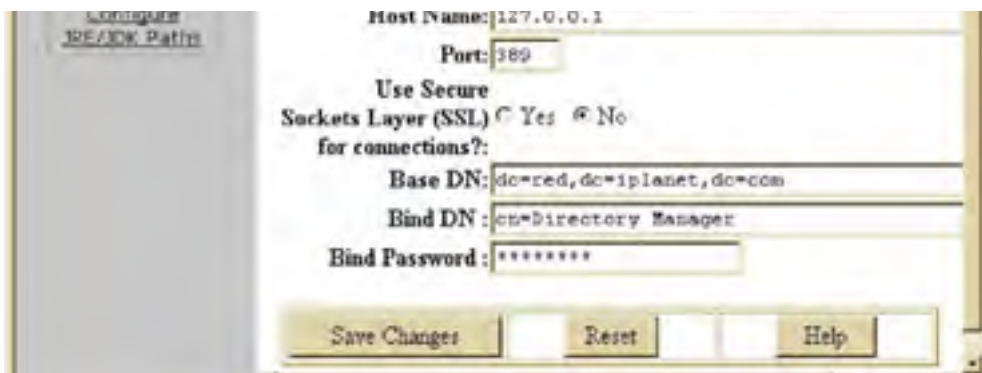 Configure
JRE/JDK Paths
Host Name: 127.0.0.1
Port: 389
Use Secure
Sockets Layer (SSL) Yes No
for connections?:
Base DN: dc=red,dc=iplanet,dc=com
Bind DN : cn=Directory Manager
Bind Password : ********
Save Changes Reset Help